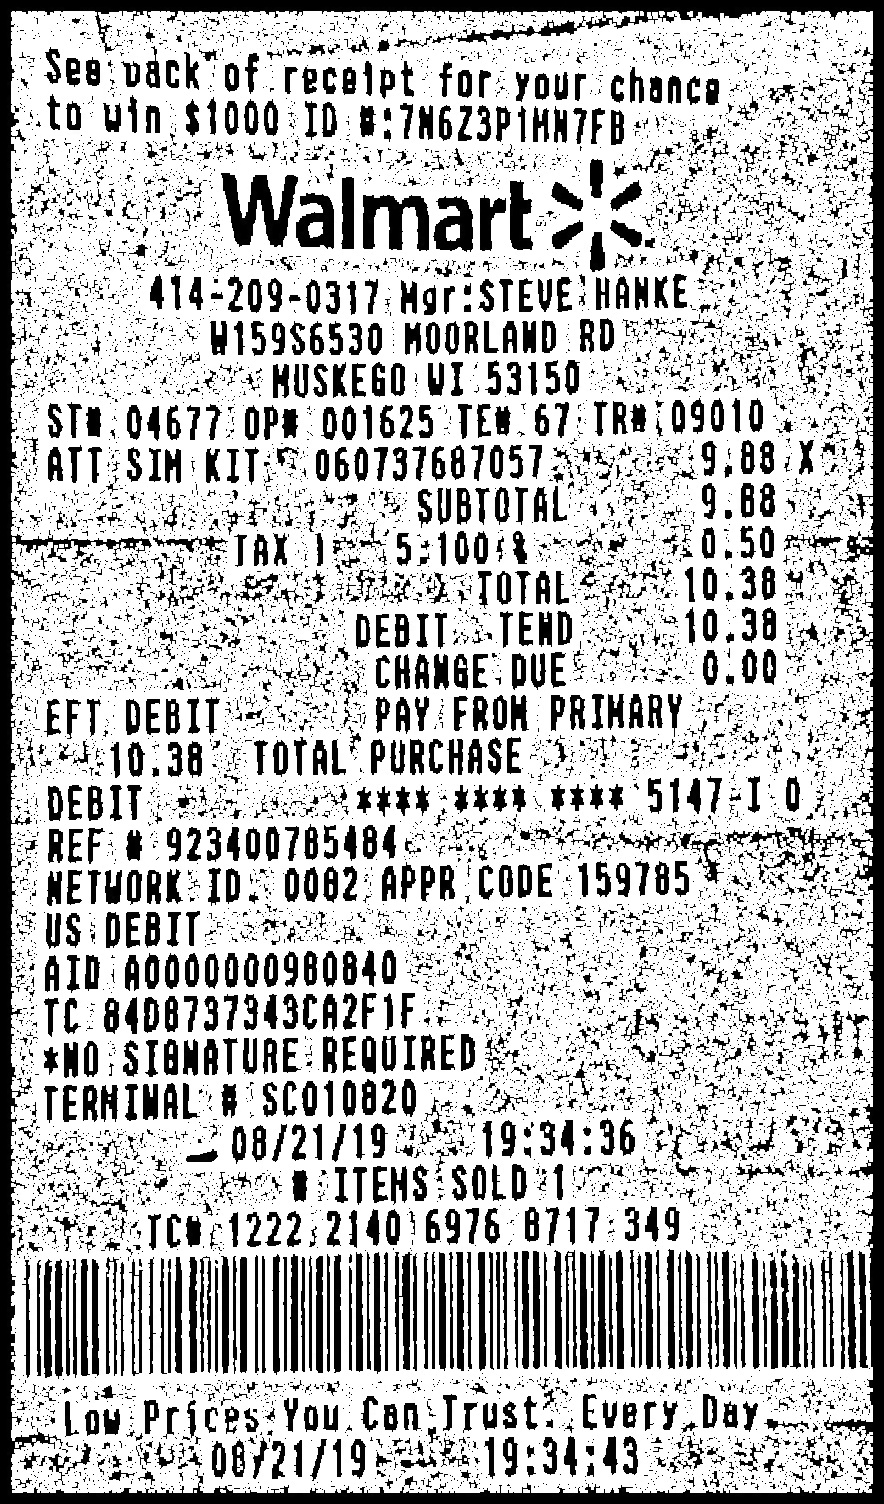 See back of receipt for your chance
to win $1000 ID #:7N6Z3P1HN7FB
Walmart
414-209-0317 Mgr:STEVE HANKE
W159S6530 MOORLAND RD
MUSKEGO WI 53150
ST# 04677 OP# 001625 TE# 67 TR# 09010
ATT SIM KIT 060737687057 9.88 X
SUBTOTAL 9.88
TAX 1 5.100 % 0.50
TOTAL 10.38
DEBIT TEND 10.38
CHANGE DUE 0.00
EFT DEBIT PAY FROM PRIMARY
10.38 TOTAL PURCHASE
DEBIT **** **** **** 5147 I 0
REF # 923400785484
NETWORK ID. 0082 APPR CODE 159785
US DEBIT
AID A0000000980840
TC 84D8737343CA2F1F
*NO SIGNATURE REQUIRED
TERMINAL # SC010820
08/21/19 19:34:36
# ITEMS SOLD 1
TC# 1222 2140 6976 8717 349
Low Prices You Can Trust. Every Day.
08/21/19 19:34:43